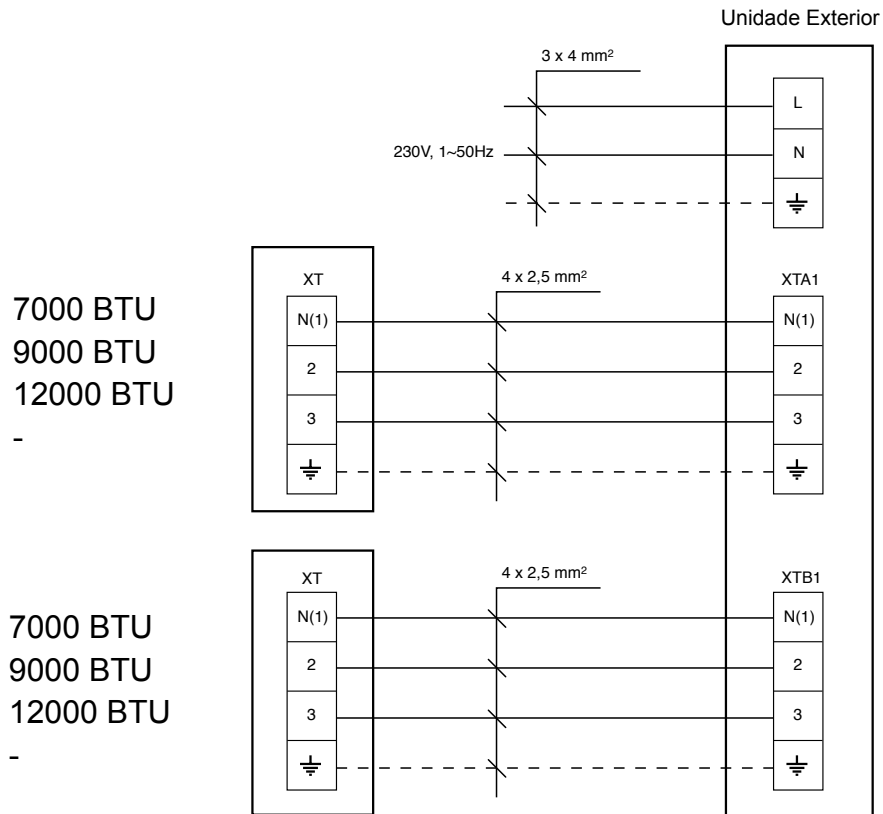 Unidade Exterior
3 x 4 mm²
L
230V, 1~50Hz
N
XT
4 x 2,5 mm²
XTA1
7000 BTU
9000 BTU
12000 BTU
-
N(1)
N(1)
2
2
3
3
XT
4 x 2,5 mm²
XTB1
7000 BTU
9000 BTU
12000 BTU
-
N(1)
N(1)
2
2
3
3